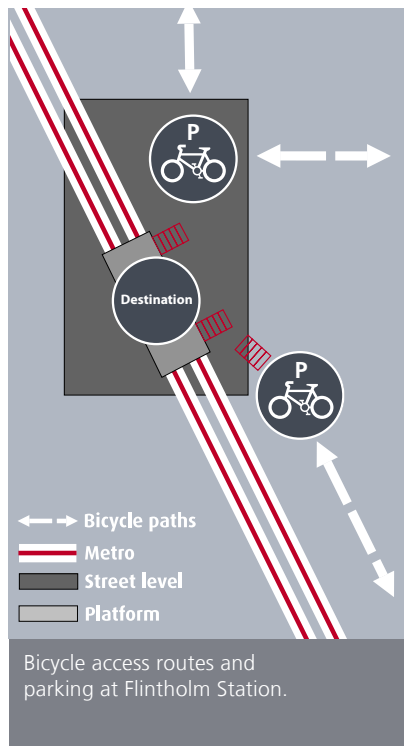 P
Destination
P
Bicycle paths
Metro
Street level
Platform
Bicycle access routes and
parking at Flintholm Station.